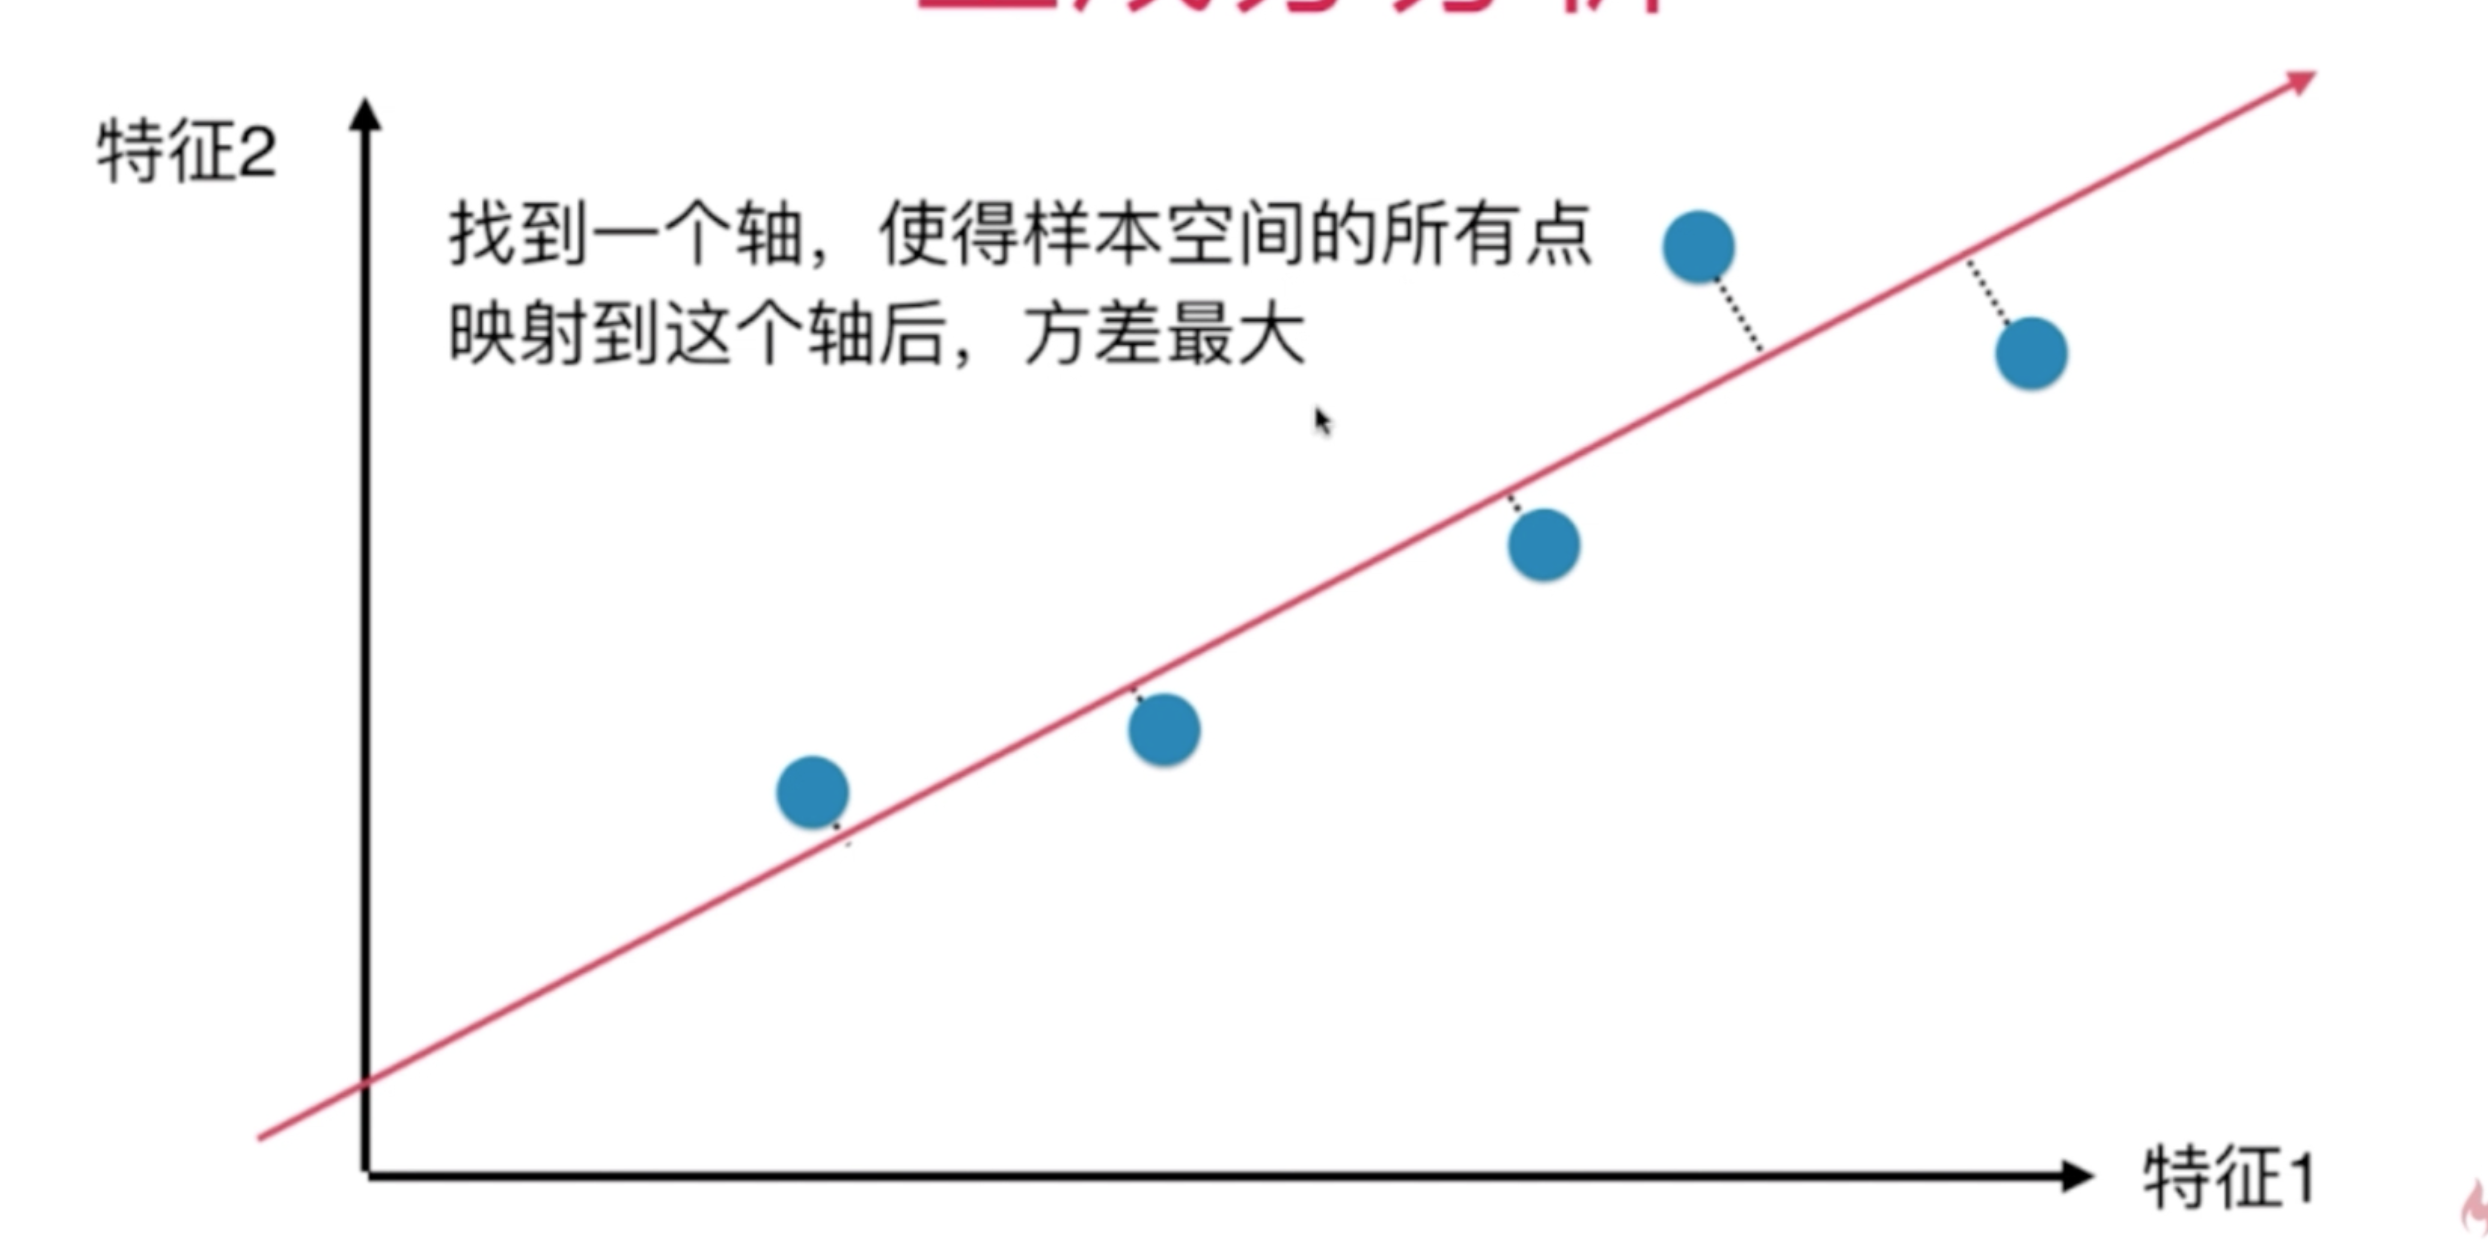 特征2
找到一个轴，使得样本空间的所有点
映射到这个轴后，方差最大
特征1